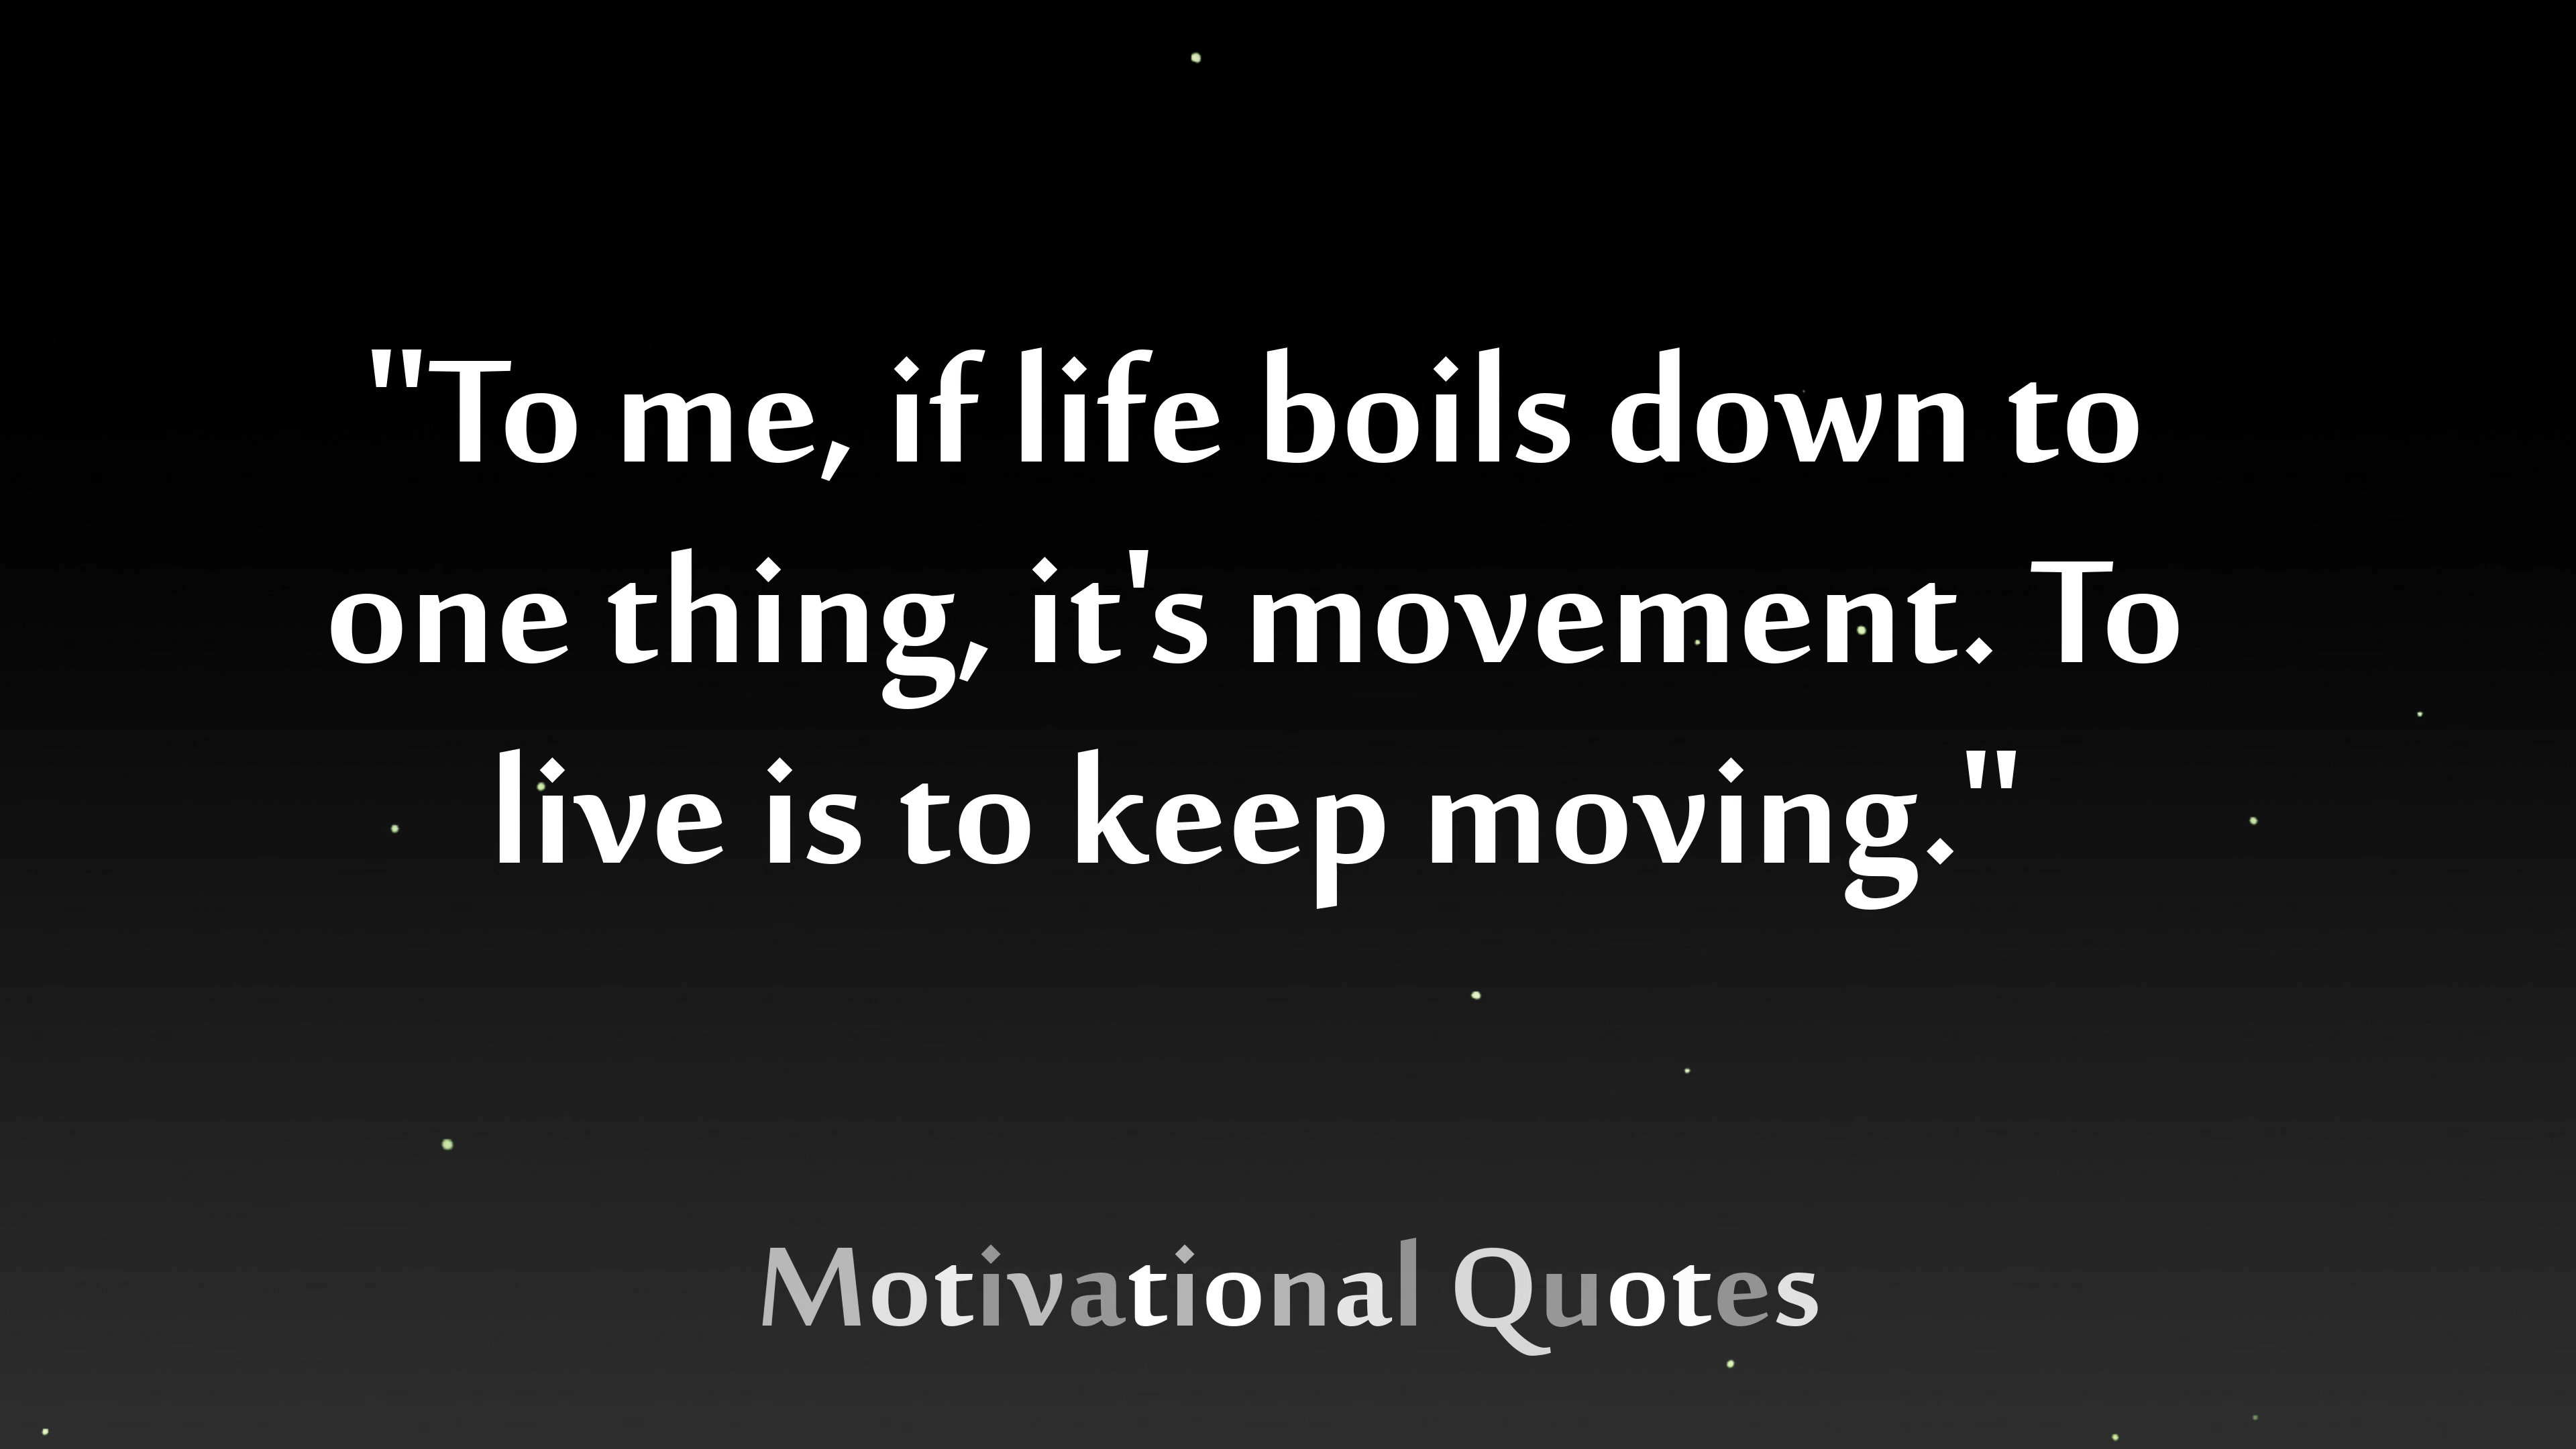 "To me, if life boils down to
one thing, it's movement. To
live is to keep moving."
Motivational Quotes